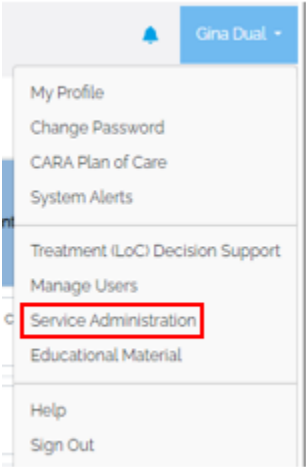 Gina Dual
My Profile
Change Password
CARA Plan of Care
System Alerts
Treatment (LoC) Decision Support
Manage Users
Service Administration
Educational Material
Help
Sign Out